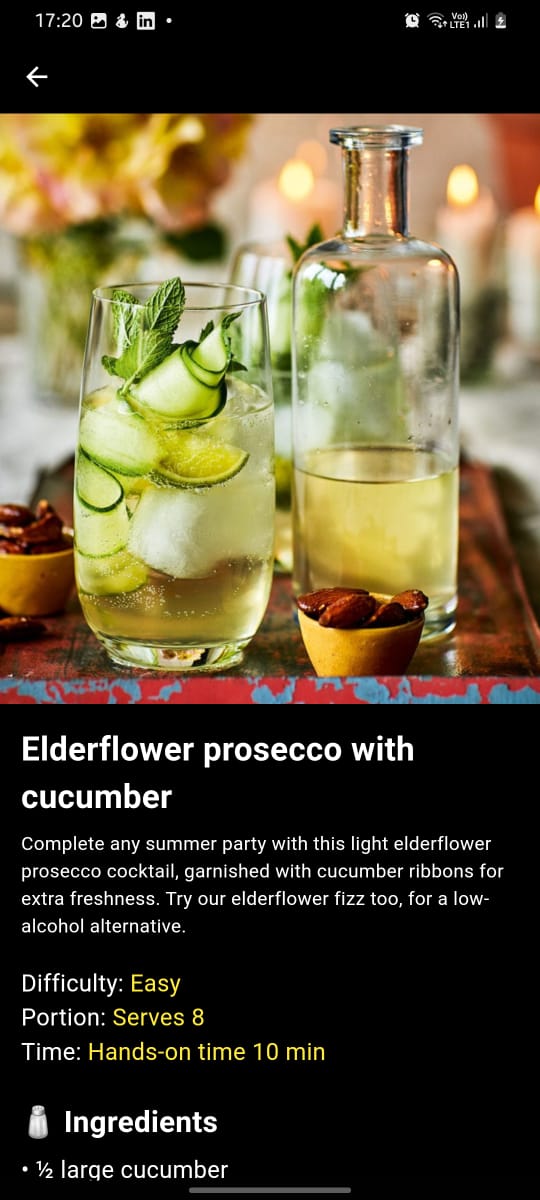 17:20
Vo))
LTE1
Elderflower prosecco with
cucumber
Complete any summer party with this light elderflower
prosecco cocktail, garnished with cucumber ribbons for
extra freshness. Try our elderflower fizz too, for a low-
alcohol alternative.
Difficulty: Easy
Portion: Serves 8
Time: Hands-on time 10 min
Ingredients
• ½ large cucumber